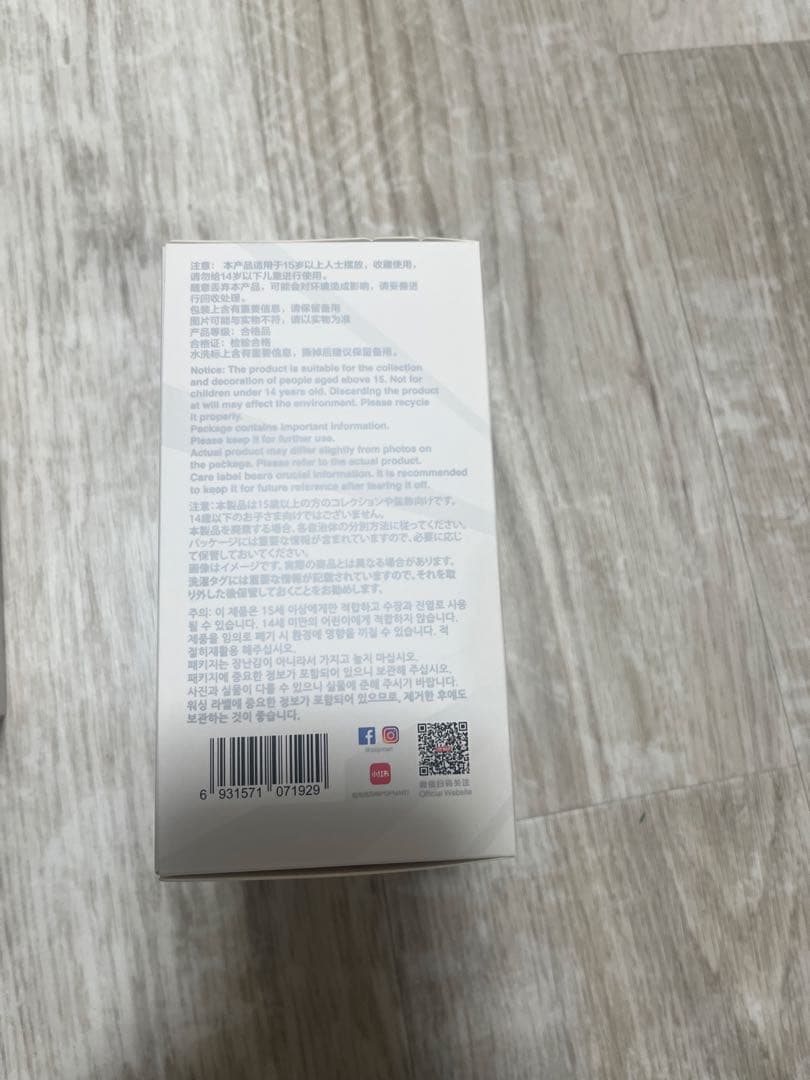 注意：本产品适用于15岁以上人士摆放，收藏使用，
请勿给14岁以下儿童进行使用。
随意丢弃本产品，可能会对环境造成影响，请妥善进
行回收处理。
包装上含有重要信息，请保留备用
图片可能与实物不符，请以实物为准
产品等级：合格品
合格证：检验合格
水洗标上含有重要信息，撕掉后建议保留备用。
Notice: The product is suitable for the collection
and decoration of people aged above 15. Not for
children under 14 years old. Discarding the product
at will may affect the environment. Please recycle
it properly.
Package contains important information.
Please keep it for further use.
Actual product may differ slightly from photos on
the package. Please refer to the actual product.
Care label bears crucial information. It is recommended
to keep it for future reference after tearing it off.
注意:本製品は15歳以上の方のコレクションや装飾向けです。
14歳以下のお子さま向けではございません。
本製品を廃棄する場合、各自治体の分別方法に従ってください。
パッケージには重要な情報が含まれていますので、必要に応じ
て保管しておいてください。
画像はイメージです。実際の商品とは異なる場合があります。
洗濯タグには重要な情報が記載されていますので、それを取
り外した後保管しておくことをお勧めします。
주의: 이 제품은 15세 이상에게만 적합하고 수장과 진열로 사용
될 수 있습니다. 14세 미만의 어린이에게 적합하지 않습니다.
제품을 임의로 폐기 시 환경에 영향을 끼칠 수 있습니다. 적
절히재활용 해주십시오.
패키지는 장난감이 아니라서 가지고 놀지 마십시오.
패키지에 중요한 정보가 포함되어 있으니 보관해 주십시오.
사진과 실물이 다를 수 있으니 실물에 준해 주시기 바랍니다.
워싱 라벨에 중요한 정보가 포함되어 있으므로, 제거한 후에도
보관하는 것이 좋습니다.
6 931571 071929
@popmart
小红书
微信扫码关注
Official Website